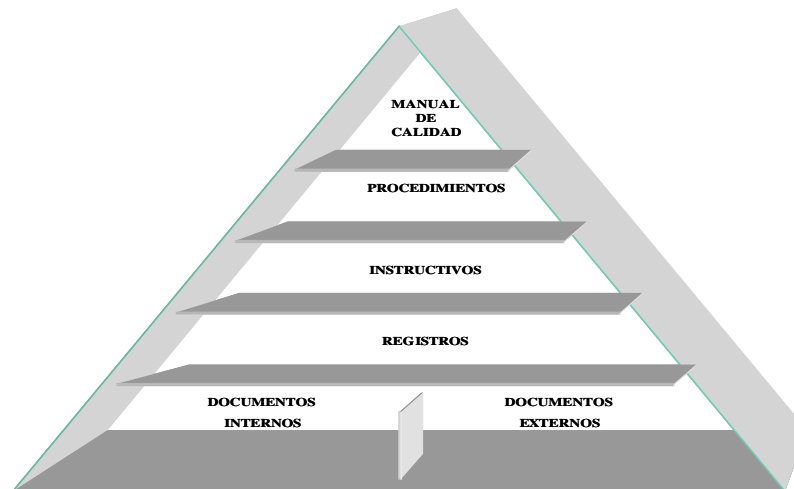 MANUAL
DE
CALIDAD
PROCEDIMIENTOS
INSTRUCTIVOS
REGISTROS
DOCUMENTOS
INTERNOS
DOCUMENTOS
EXTERNOS